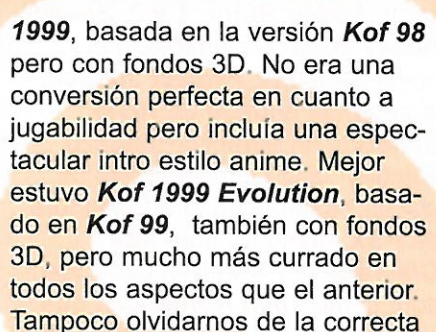 1999, basada en la versión Kof 98
pero con fondos 3D. No era una
conversión perfecta en cuanto a
jugabilidad pero incluía una espec-
tacular intro estilo anime. Mejor
estuvo Kof 1999 Evolution, basa-
do en Kof 99, también con fondos
3D, pero mucho más currado en
todos los aspectos que el anterior.
Tampoco olvidarnos de la correcta